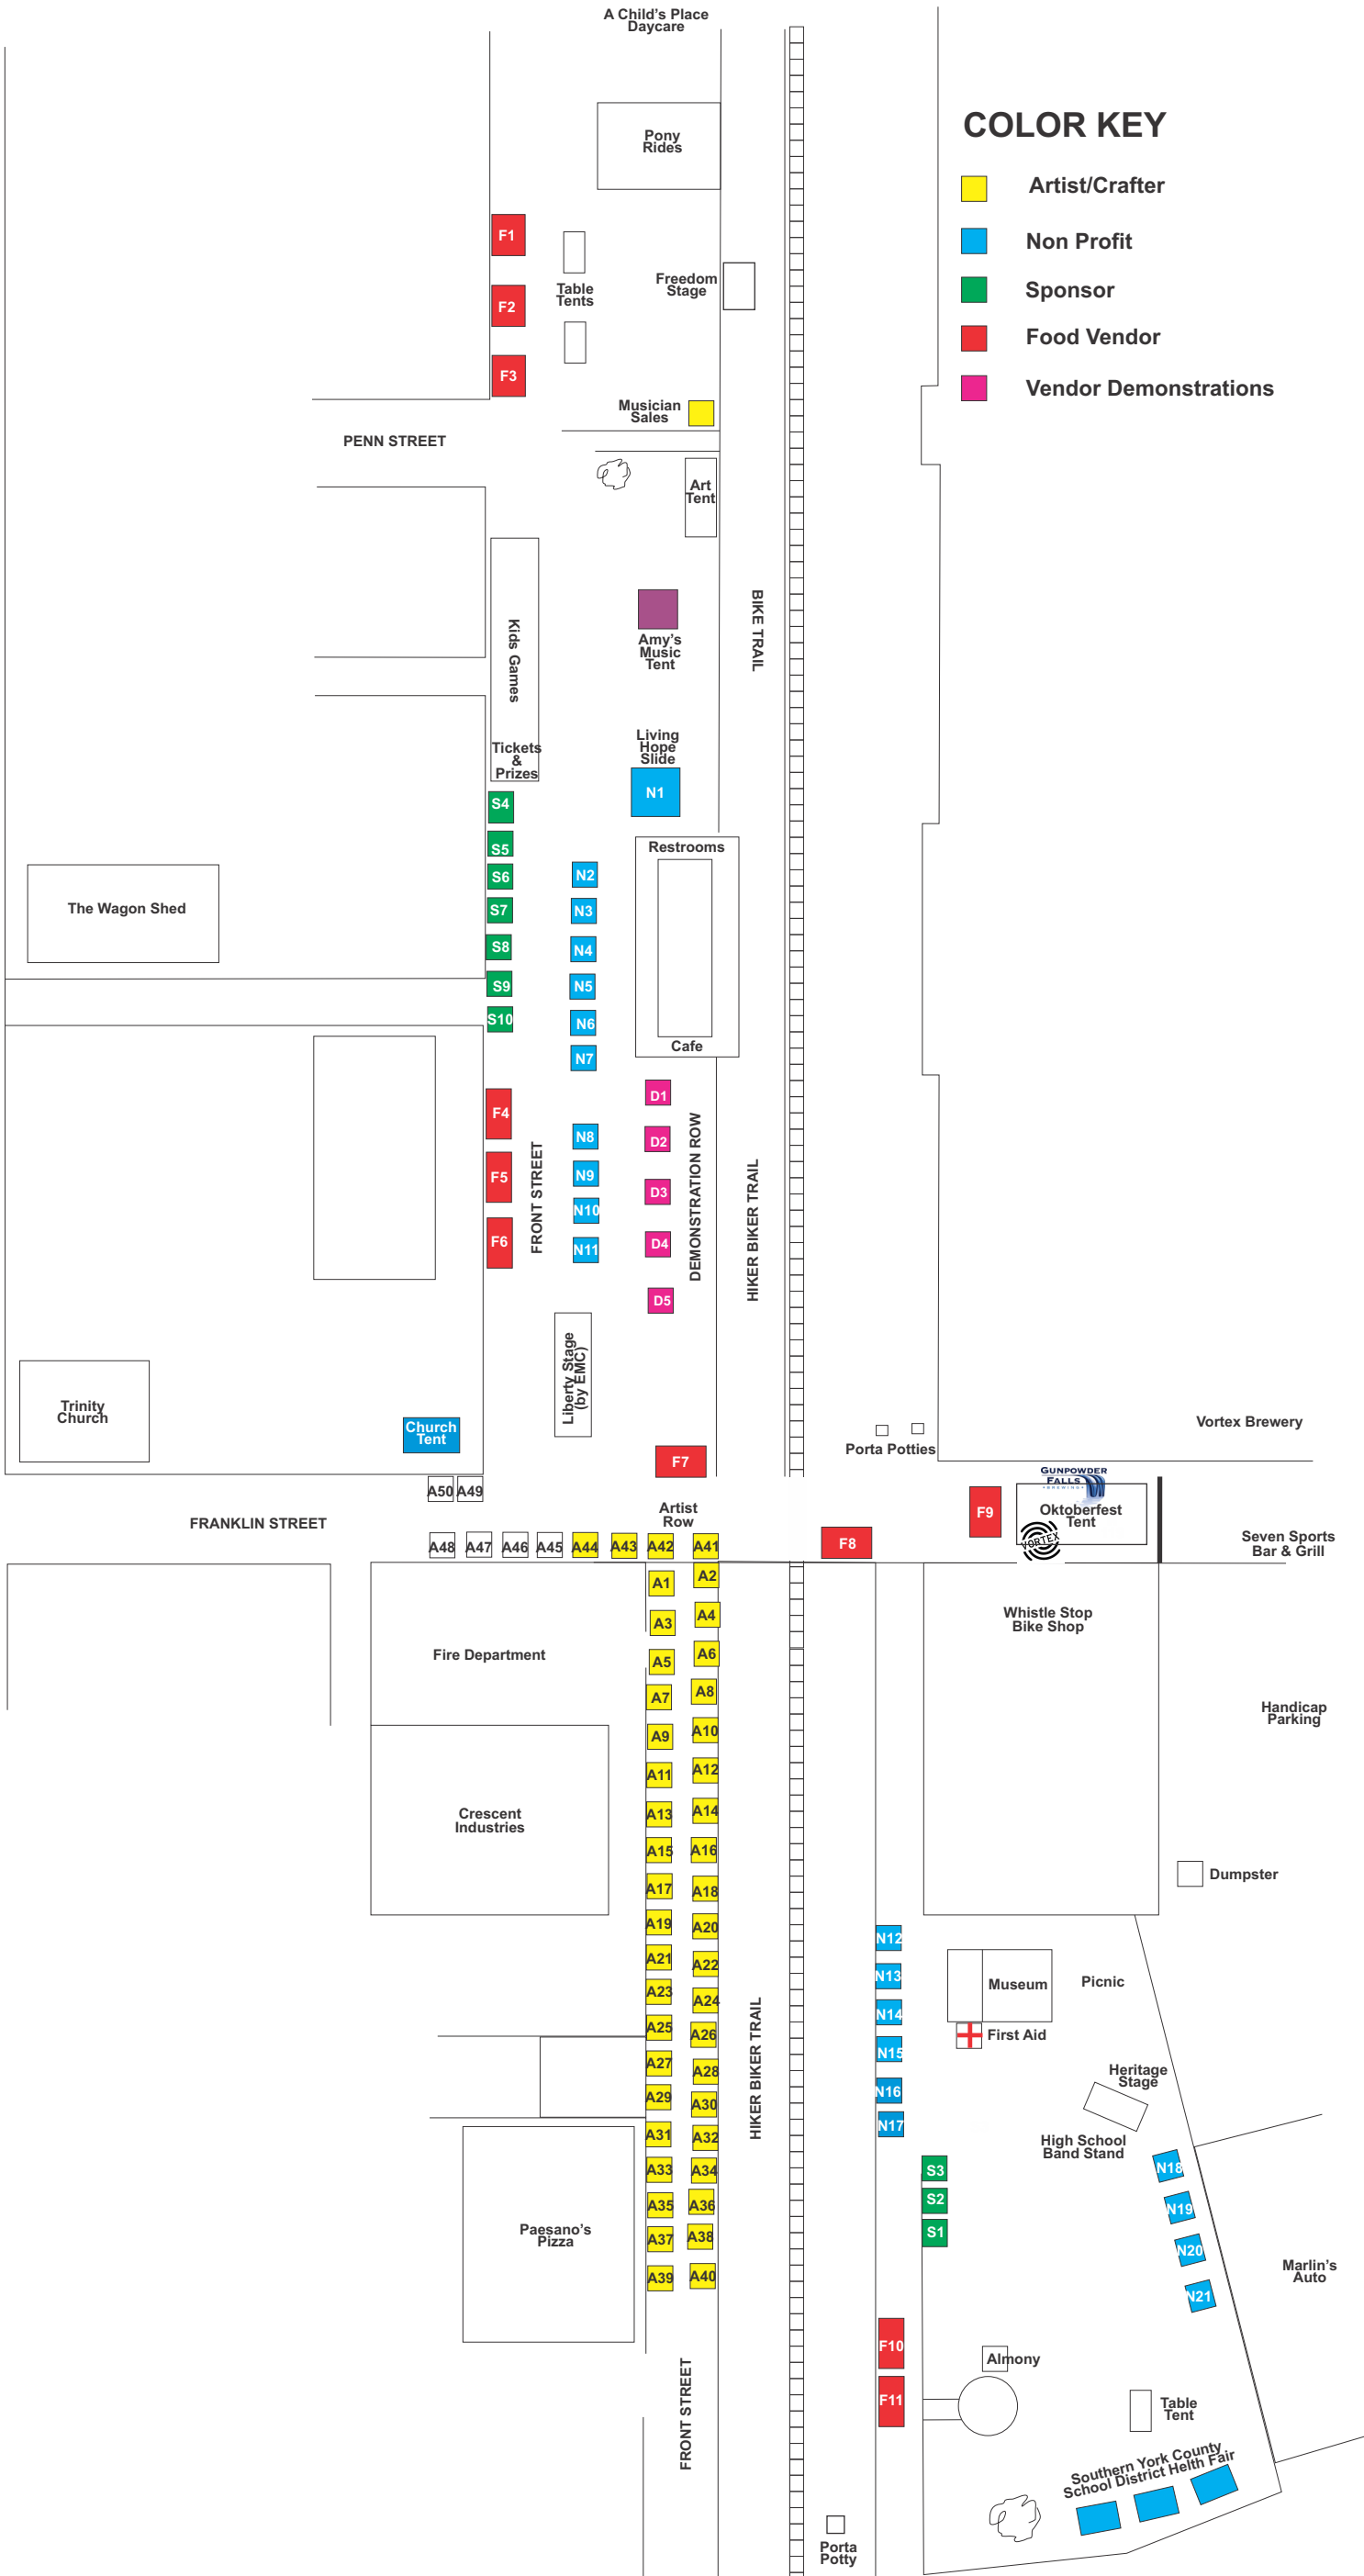 A Child's Place
Daycare
COLOR KEY
Pony
Rides
Artist/Crafter
F1
Non Profit
Table
Tents
Freedom
Stage
Sponsor
F2
Food Vendor
F3
Vendor Demonstrations
Musician
Sales
PENN STREET
Art
Tent
BIKE TRAIL
Kids Games
Amy's
Music
Tent
Living
Hope
Slide
Tickets
&
Prizes
N1
S4
Restrooms
S5
S6
N2
The Wagon Shed
S7
N3
S8
N4
S9
N5
S10
N6
Cafe
N7
D1
F4
N8
D2
FRONT STREET
DEMONSTRATION ROW
HIKER BIKER TRAIL
F5
N9
D3
N10
F6
N11
D4
D5
Liberty Stage
(by EMC)
Trinity
Church
Church
Tent
Vortex Brewery
Porta Potties
F7
GUNPOWDER
FALLS
BREWING
A50
A49
Artist
Row
F9
Oktoberfest
Tent
FRANKLIN STREET
VORTEX
Seven Sports
Bar & Grill
A48
A47
A46
A45
A44
A43
A42
A41
F8
A1
A2
Whistle Stop
Bike Shop
A3
A4
Fire Department
A5
A6
A7
A8
Handicap
Parking
A9
A10
A11
A12
Crescent
Industries
A13
A14
A15
A16
Dumpster
A17
A18
A19
A20
N12
A21
A22
N13
Museum
Picnic
A23
A24
N14
A25
A26
First Aid
HIKER BIKER TRAIL
A27
A28
N15
Heritage
Stage
A29
A30
N16
A31
A32
N17
High School
Band Stand
A33
A34
S3
N18
A35
A36
S2
N19
Paesano's
Pizza
A37
A38
S1
N20
A39
A40
Marlin's
Auto
N21
F10
Almony
FRONT STREET
F11
Table
Tent
Southern York County
School District Helth Fair
Porta
Potty